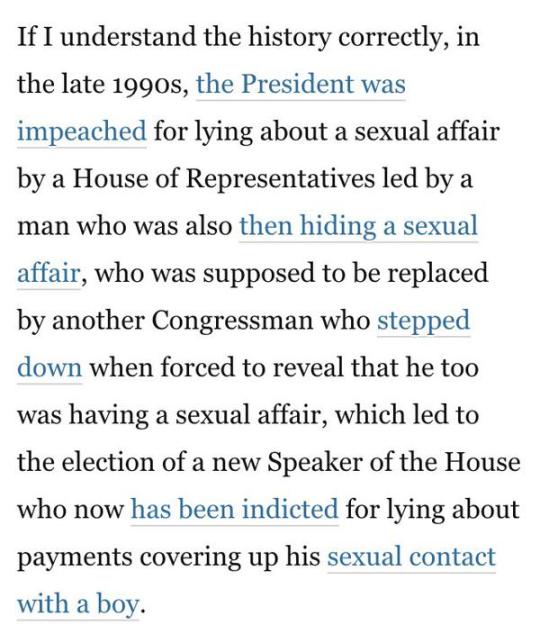 If I understand the history correctly, in
the late 1990s, the President was
impeached for lying about a sexual affair
by a House of Representatives led by a
man who was also then hiding a sexual
affair, who was supposed to be replaced
by another Congressman who stepped
down when forced to reveal that he too
was having a sexual affair, which led to
the election of a new Speaker of the House
who now has been indicted for lying about
payments covering up his sexual contact
with a boy.